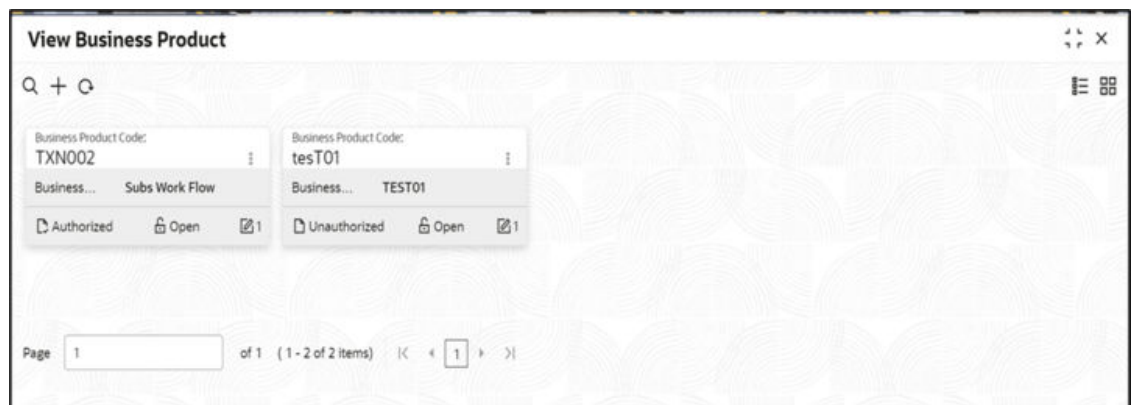 View Business Product
Business Product Code:
TXN002
Business... Subs Work Flow
Authorized Open 1
Business Product Code:
tesT01
Business... TEST01
Unauthorized Open 1
Page 1 of 1 (1 - 2 of 2 items) 1